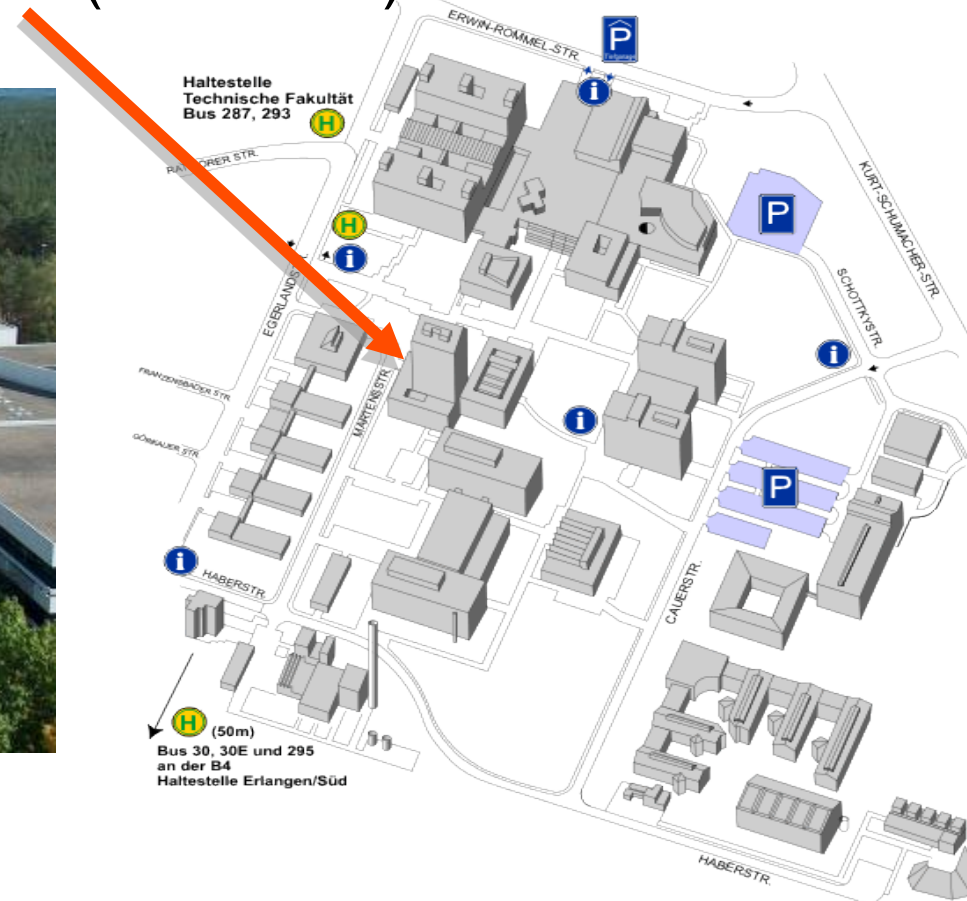 ERWIN-ROMMEL-STR.
P
Tiefgarage
i
Haltestelle
Technische Fakultät
Bus 287, 293
H
KURT-SCHUMACHER-STR.
P
H
i
EGERLANDSTR.
SCHOTTKYSTR.
i
FRANZENSBADER STR.
MARTENSSTR.
i
GÖRKAUER STR.
P
i
HABERSTR.
CAUERSTR.
H
(50m)
Bus 30, 30E und 295
an der B4
Haltestelle Erlangen/Süd
HABERSTR.